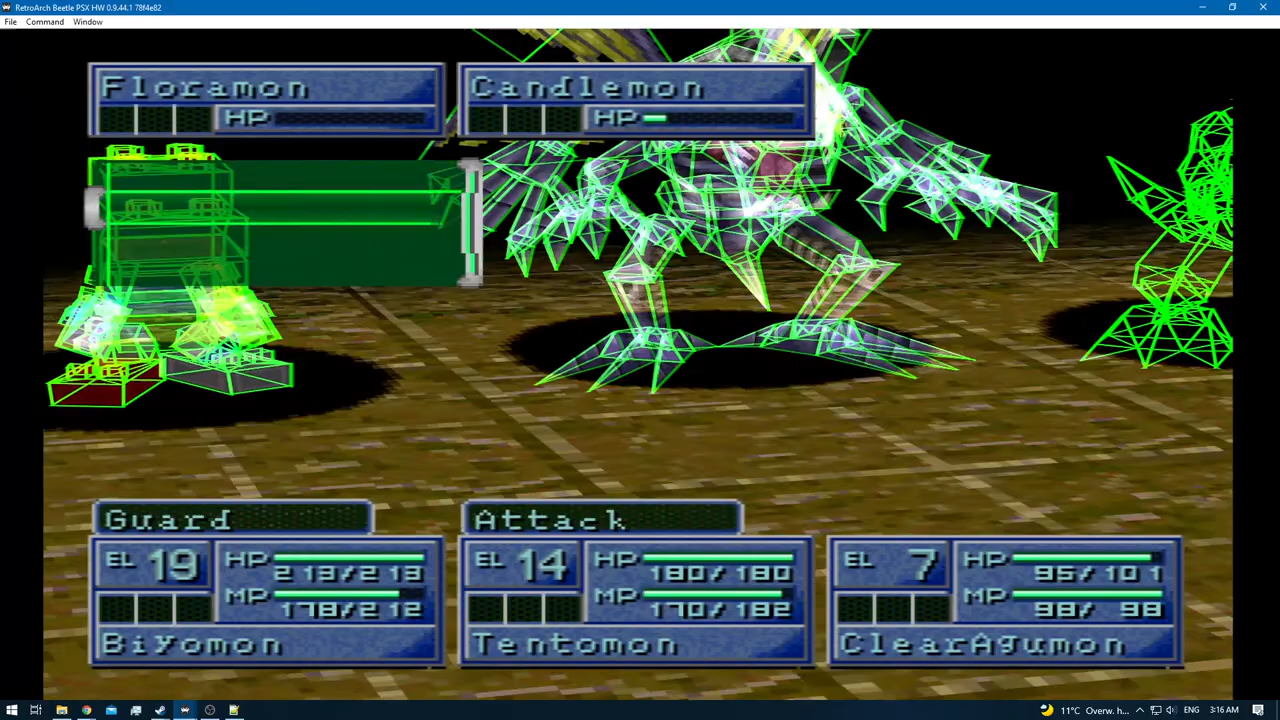 RetroArch Beetle PSX HW 0.9.44.1 78f4e82
File Command Window
Floramon
HP
Candlemon
HP
Guard
Attack
EL 19 HP 213/213
MP 178/212
Biyomon
EL 14 HP 180/180
MP 170/182
Tentomon
EL 7 HP 95/101
MP 98/ 98
ClearAgumon
11°C Overw. h... ENG 3:16 AM